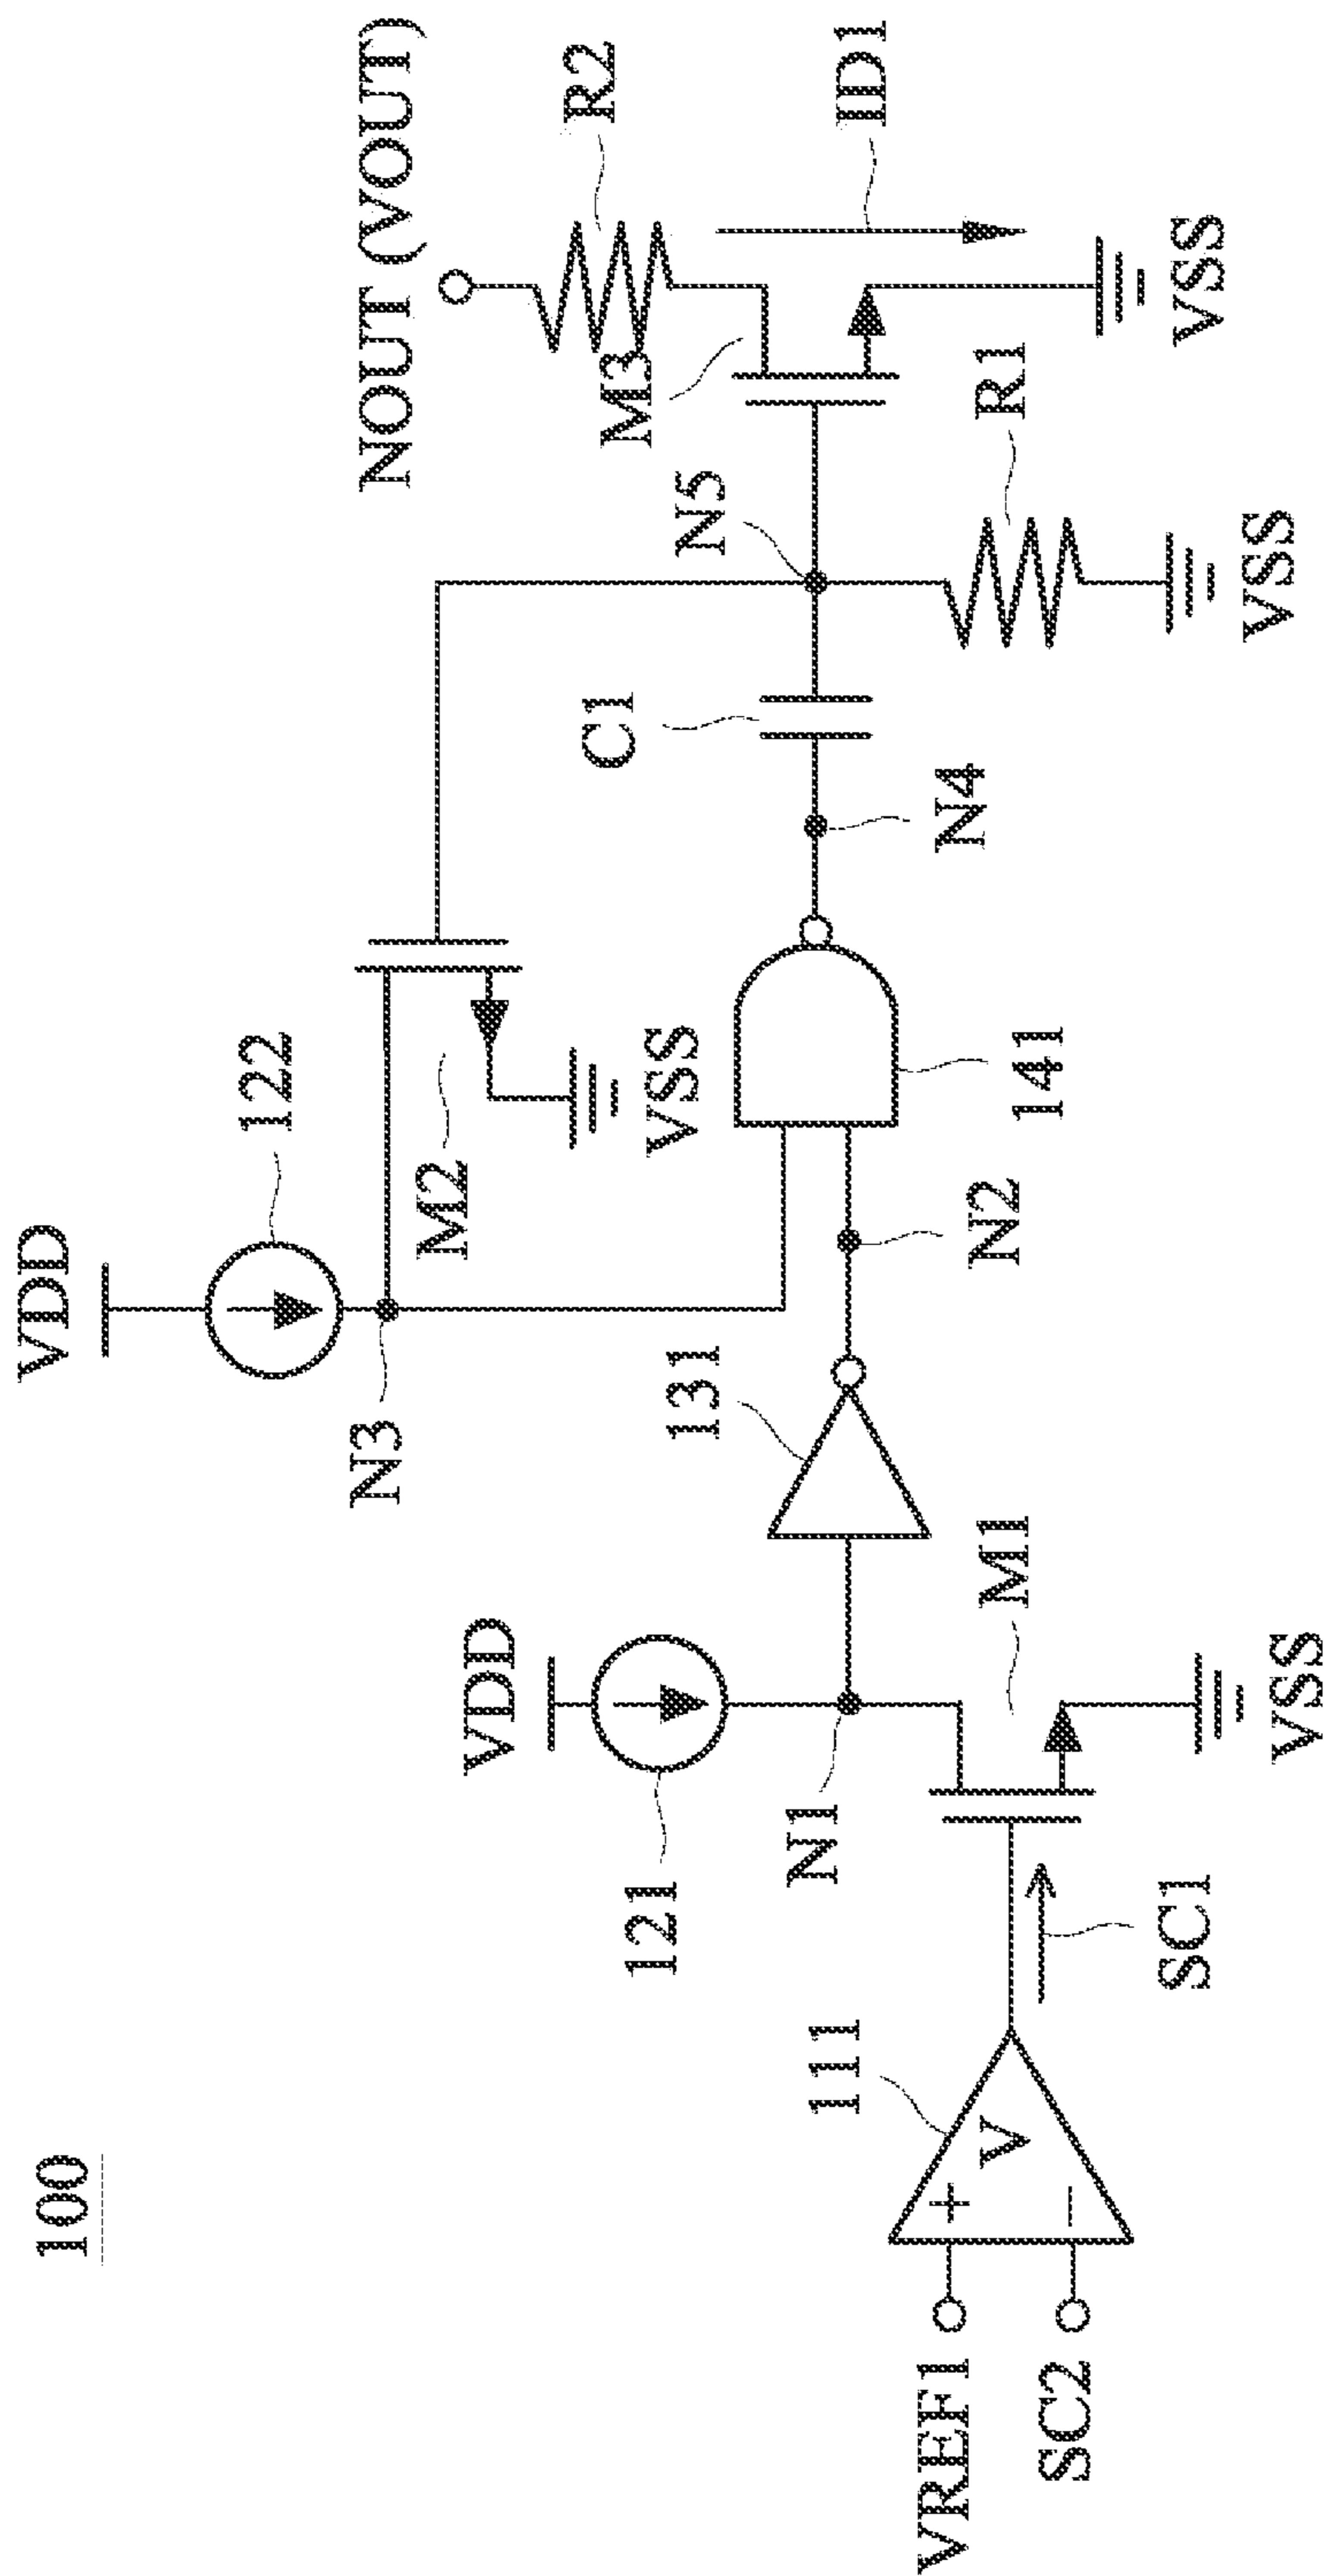 100
VREF1
SC2
+
−
V
111
SC1
VDD
121
N1
M1
VSS
131
N2
VDD
122
N3
M2
VSS
141
N4
C1
N5
R1
VSS
M3
NOUT (VOUT)
R2
ID1
VSS